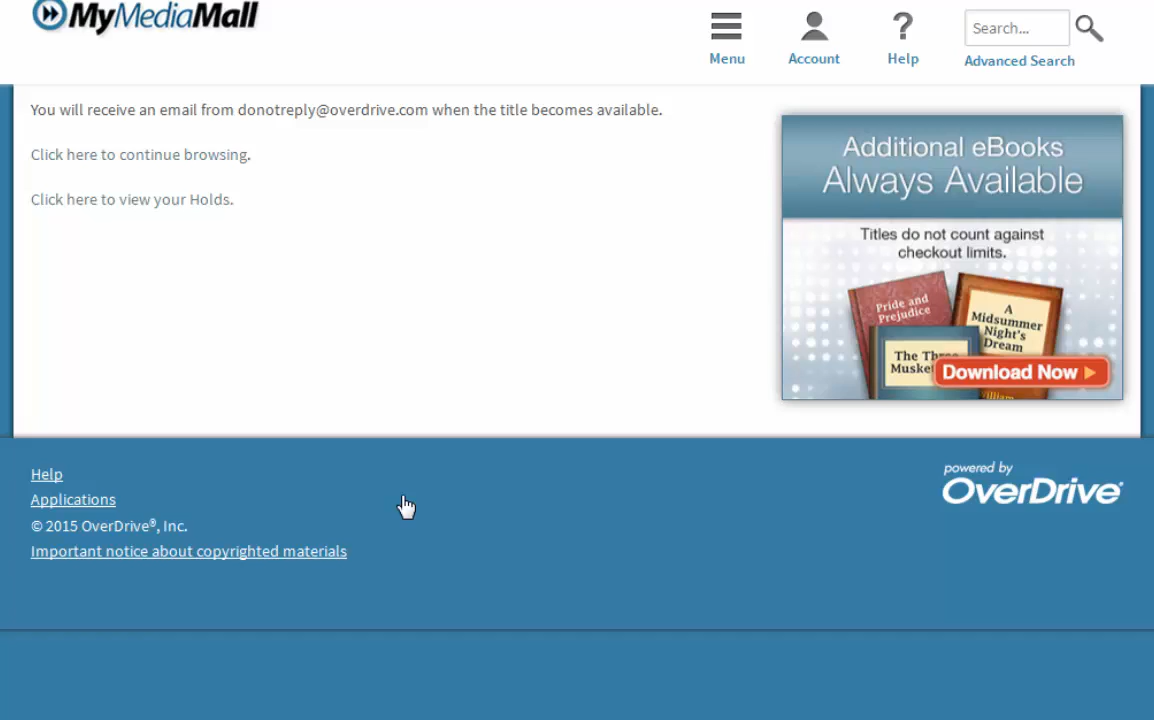 MyMediaMall
Menu
Account
Help
Search...
Advanced Search
You will receive an email from donotreply@overdrive.com when the title becomes available.
Click here to continue browsing.
Click here to view your Holds.
Additional eBooks
Always Available
Titles do not count against
checkout limits.
Pride and
Prejudice
A
Midsummer
Night's
Dream
The Three
Download Now
Help
Applications
© 2015 OverDrive®, Inc.
Important notice about copyrighted materials
powered by
OverDrive®